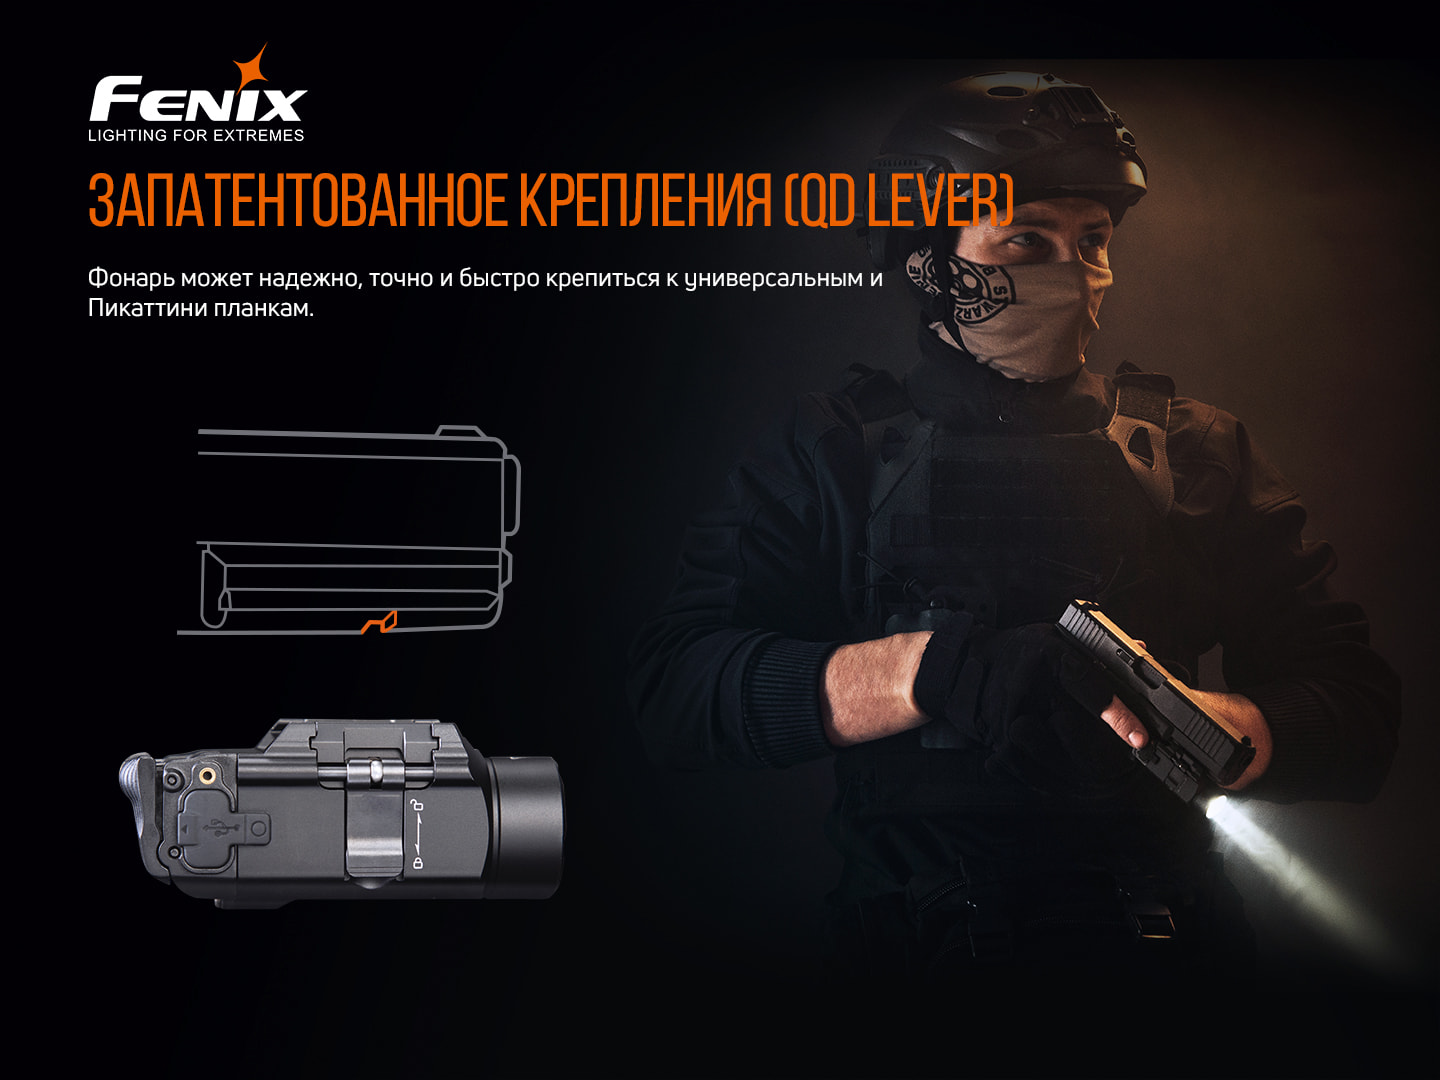 FENIX
LIGHTING FOR EXTREMES
ЗАПАТЕНТОВАННОЕ КРЕПЛЕНИЯ (QD LEVER)
Фонарь может надежно, точно и быстро крепиться к универсальным и
Пикаттини планкам.